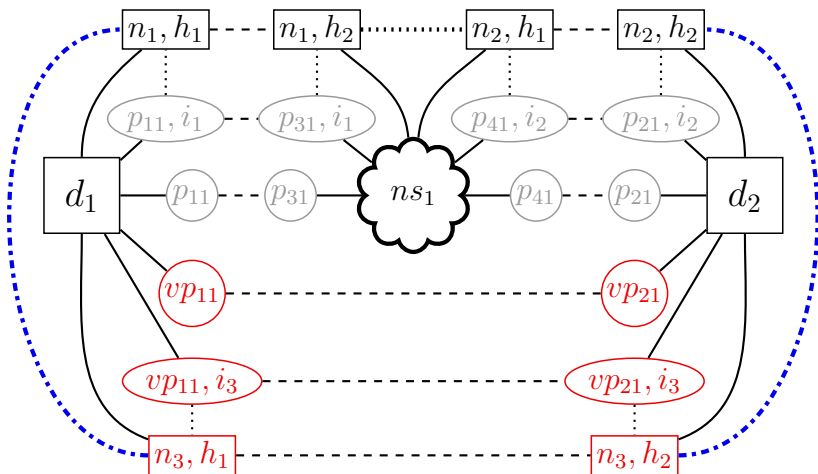 n₁, h₁ n₁, h₂ n₂, h₁ n₂, h₂
p₁₁, i₁ p₃₁, i₁ p₄₁, i₂ p₂₁, i₂
d₁ p₁₁ p₃₁ ns₁ p₄₁ p₂₁ d₂
vp₁₁ vp₂₁
vp₁₁, i₃ vp₂₁, i₃
n₃, h₁ n₃, h₂